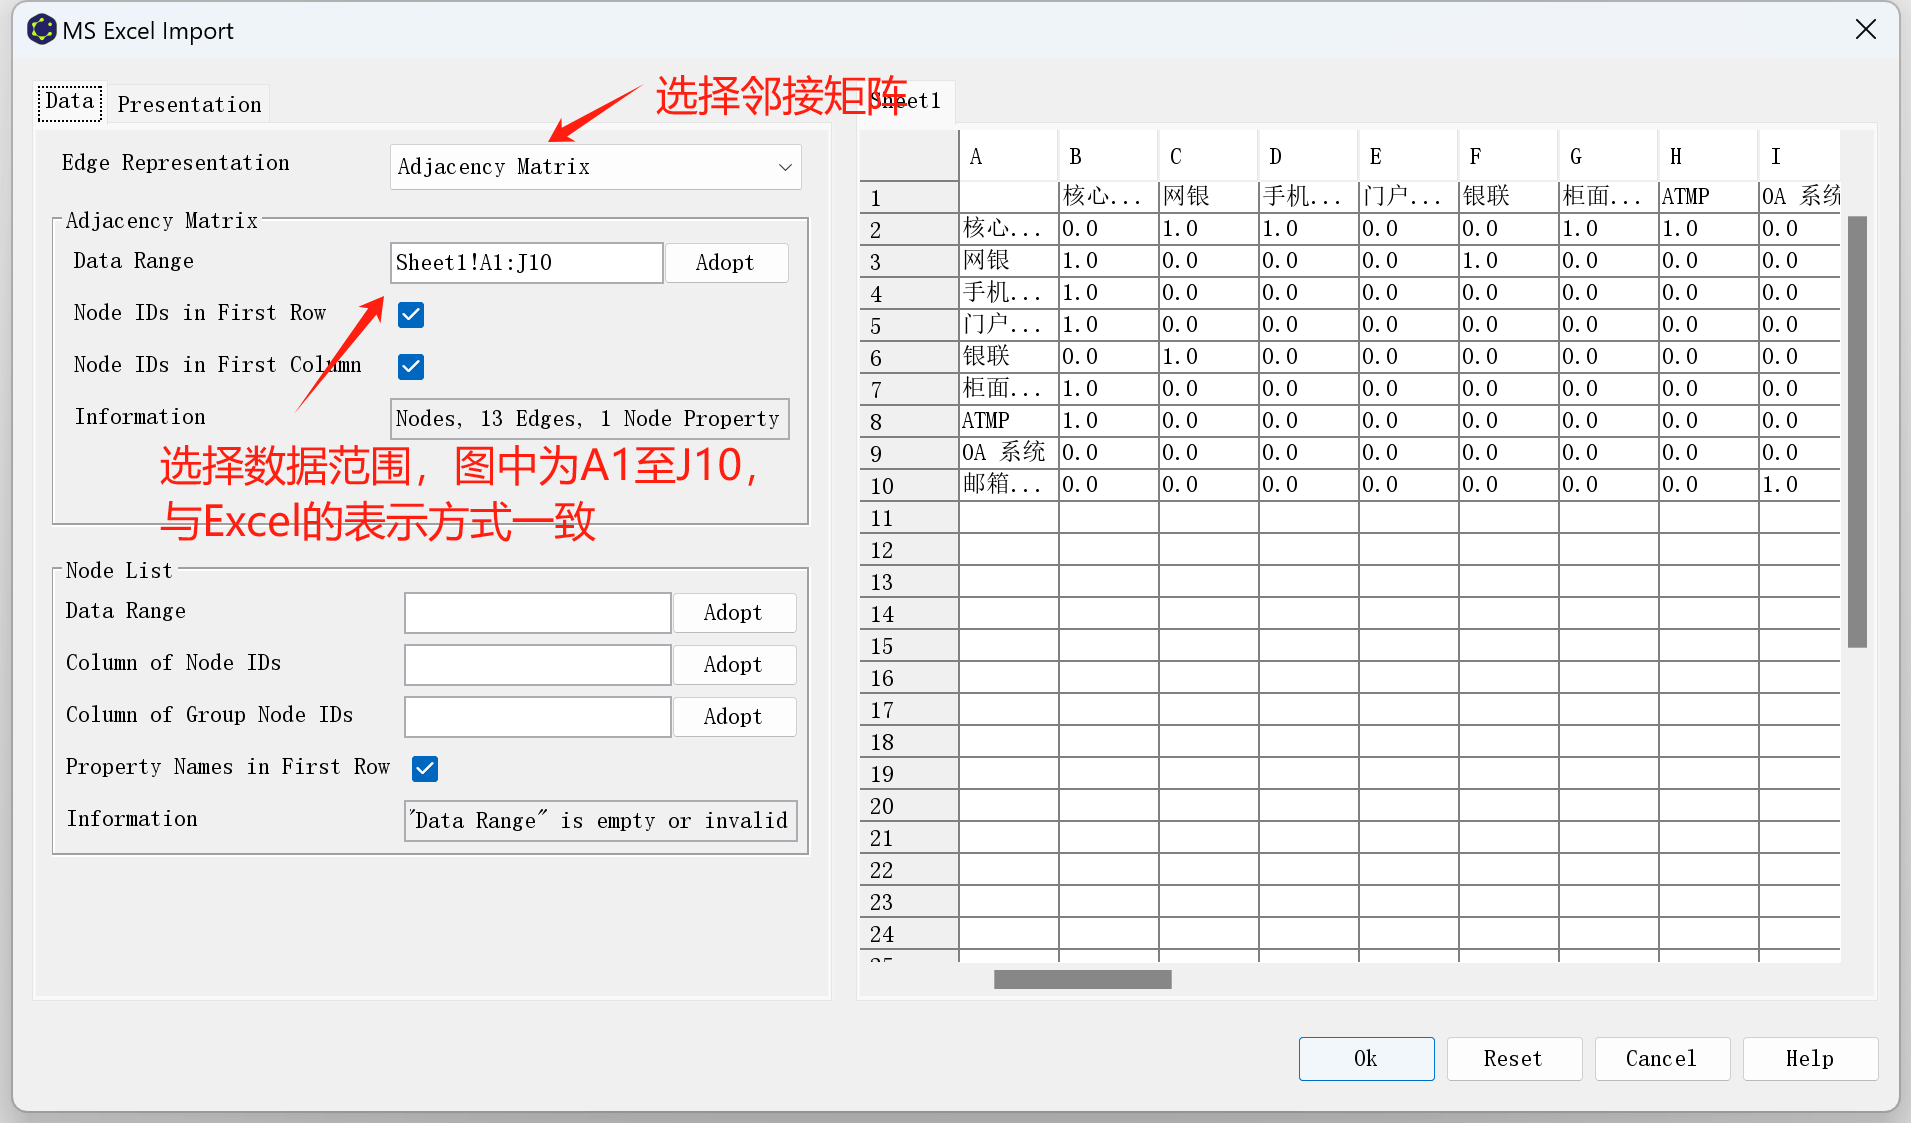 MS Excel Import
Data
Presentation
选择邻接矩阵
Sheet1
Edge Representation
Adjacency Matrix
Adjacency Matrix
Data Range
Sheet1!A1:J10
Adopt
Node IDs in First Row
Node IDs in First Column
Information
Nodes, 13 Edges, 1 Node Property
选择数据范围，图中为A1至J10，
与Excel的表示方式一致
Node List
Data Range
Adopt
Column of Node IDs
Adopt
Column of Group Node IDs
Adopt
Property Names in First Row
Information
"Data Range" is empty or invalid
A B C D E F G H I
1 核心... 网银 手机... 门户... 银联 柜面... ATMP OA 系统
2 核心... 0.0 1.0 1.0 0.0 0.0 1.0 1.0 0.0
3 网银 1.0 0.0 0.0 0.0 1.0 0.0 0.0 0.0
4 手机... 1.0 0.0 0.0 0.0 0.0 0.0 0.0 0.0
5 门户... 1.0 0.0 0.0 0.0 0.0 0.0 0.0 0.0
6 银联 0.0 1.0 0.0 0.0 0.0 0.0 0.0 0.0
7 柜面... 1.0 0.0 0.0 0.0 0.0 0.0 0.0 0.0
8 ATMP 1.0 0.0 0.0 0.0 0.0 0.0 0.0 0.0
9 OA 系统 0.0 0.0 0.0 0.0 0.0 0.0 0.0 0.0
10 邮箱... 0.0 0.0 0.0 0.0 0.0 0.0 0.0 1.0
11
12
13
14
15
16
17
18
19
20
21
22
23
24
25
Ok
Reset
Cancel
Help